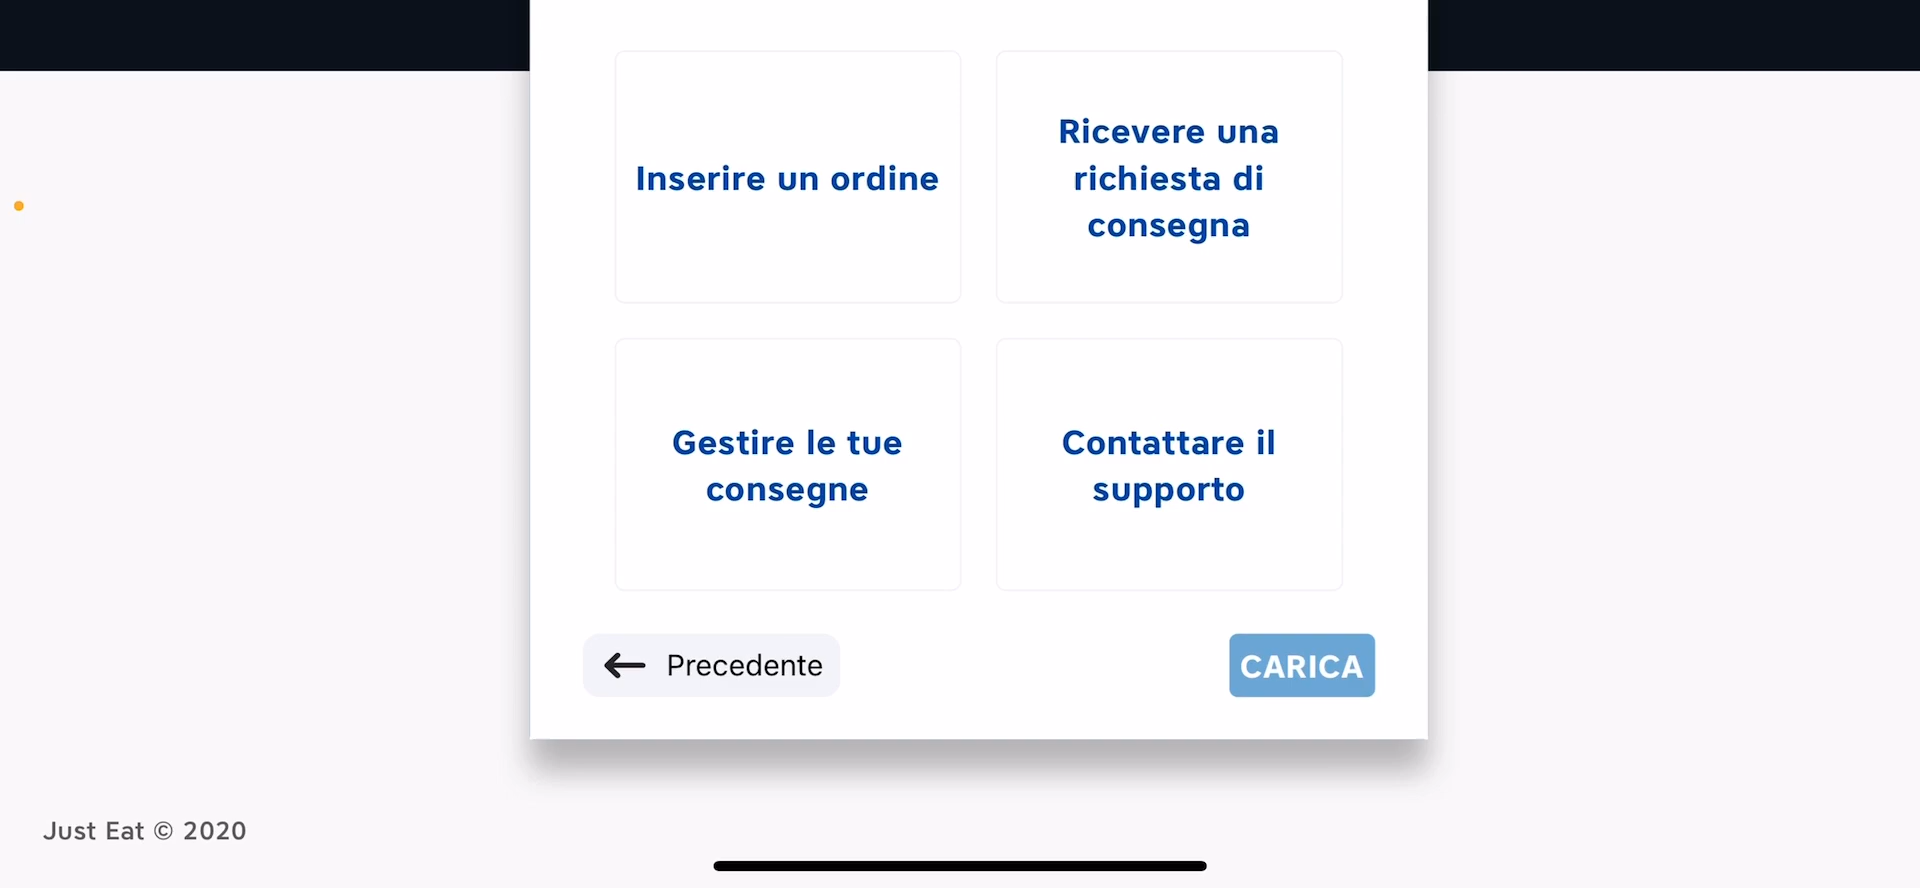 Inserire un ordine
Ricevere una
richiesta di
consegna
Gestire le tue
consegne
Contattare il
supporto
Precedente
CARICA
Just Eat © 2020